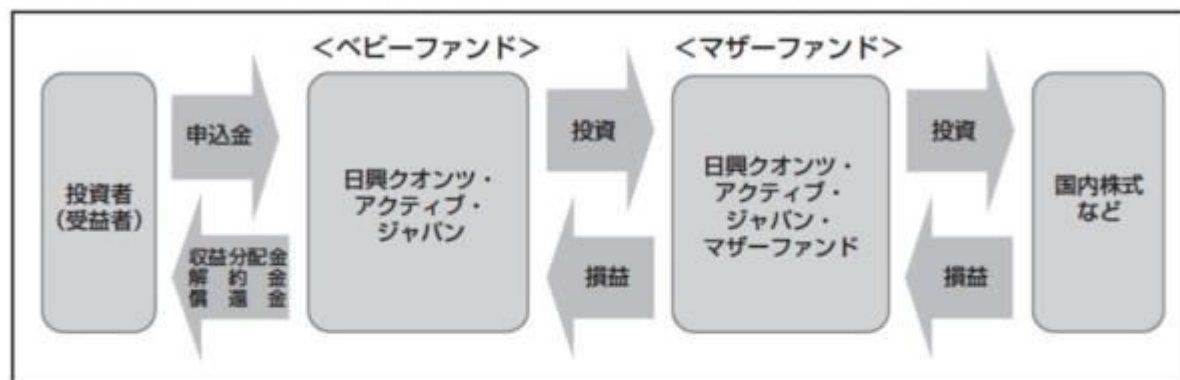 <ベビーファンド>
<マザーファンド>
投資者
(受益者)
申込金
収益分配金
解約金
償還金
日興クオンツ・
アクティブ・
ジャパン
投資
損益
日興クオンツ・
アクティブ・
ジャパン・
マザーファンド
投資
損益
国内株式
など